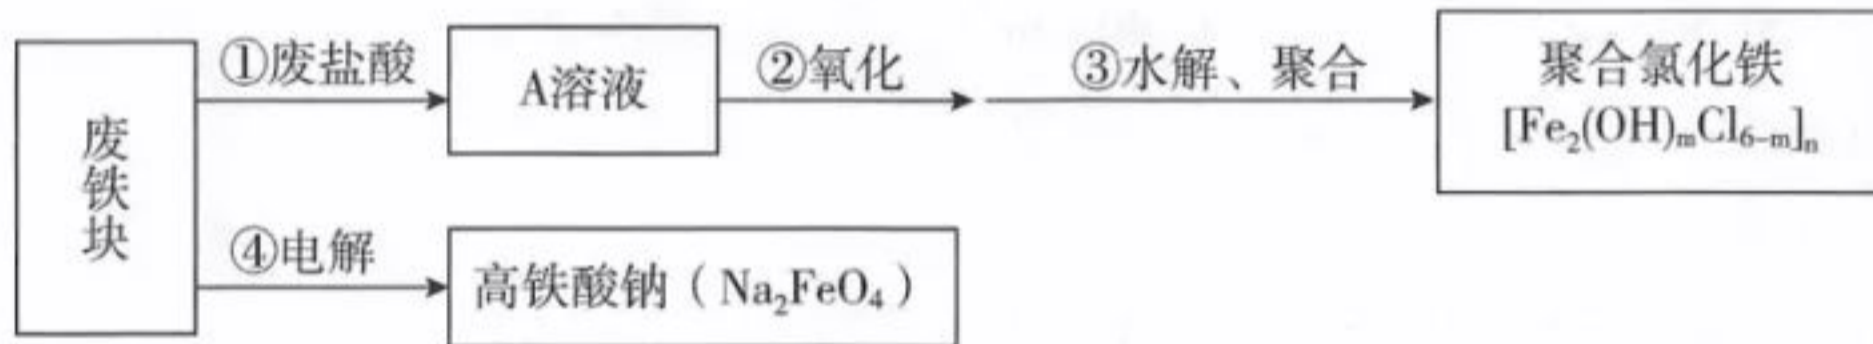 废铁块
①废盐酸
A溶液
②氧化
③水解、聚合
聚合氯化铁
[Fe₂(OH)ₘCl₆₋ₘ]ₙ
④电解
高铁酸钠（Na₂FeO₄）